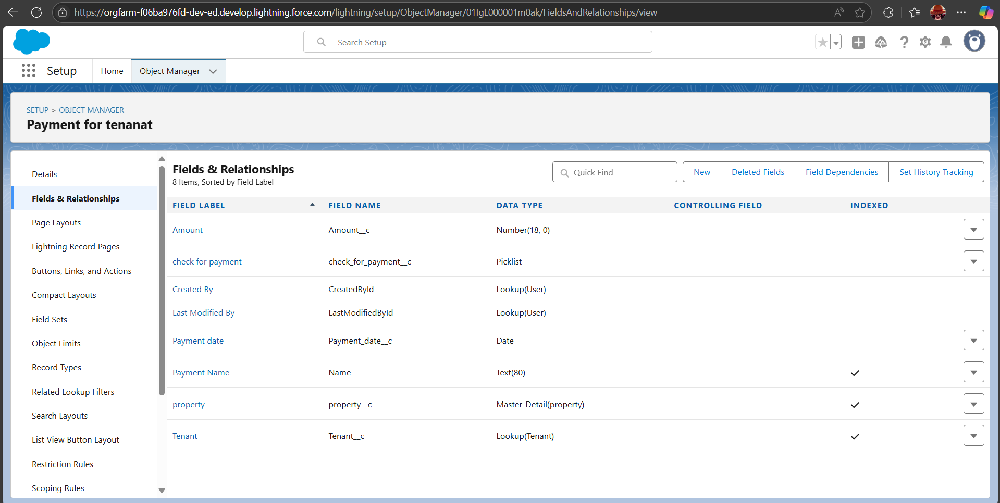 https://orgfarm-f06ba976fd-dev-ed.develop.lightning.force.com/lightning/setup/ObjectManager/01IgL000001m0ak/FieldsAndRelationships/view
Search Setup
Setup
Home
Object Manager
SETUP > OBJECT MANAGER
Payment for tenanat
Details
Fields & Relationships
Page Layouts
Lightning Record Pages
Buttons, Links, and Actions
Compact Layouts
Field Sets
Object Limits
Record Types
Related Lookup Filters
Search Layouts
List View Button Layout
Restriction Rules
Scoping Rules
Fields & Relationships
8 Items, Sorted by Field Label
Quick Find
New
Deleted Fields
Field Dependencies
Set History Tracking
FIELD LABEL FIELD NAME DATA TYPE CONTROLLING FIELD INDEXED
Amount Amount__c Number(18, 0)
check for payment check_for_payment__c Picklist
Created By CreatedById Lookup(User)
Last Modified By LastModifiedById Lookup(User)
Payment date Payment_date__c Date
Payment Name Name Text(80)
property property__c Master-Detail(property)
Tenant Tenant__c Lookup(Tenant)